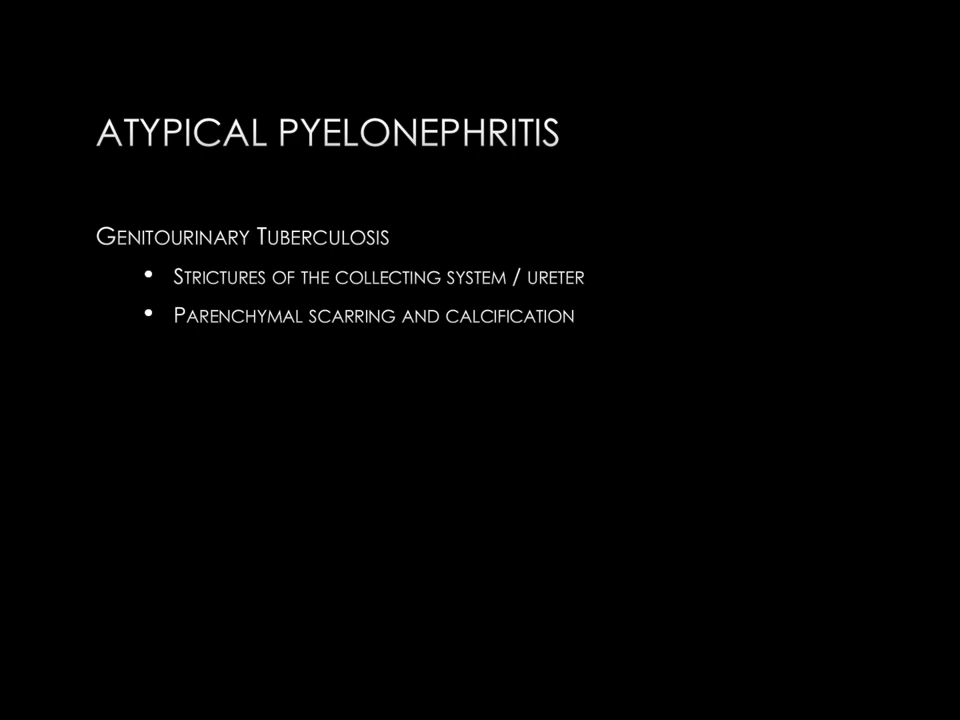 ATYPICAL PYELONEPHRITIS
Genitourinary Tuberculosis
• Strictures of the collecting system / ureter
• Parenchymal scarring and calcification